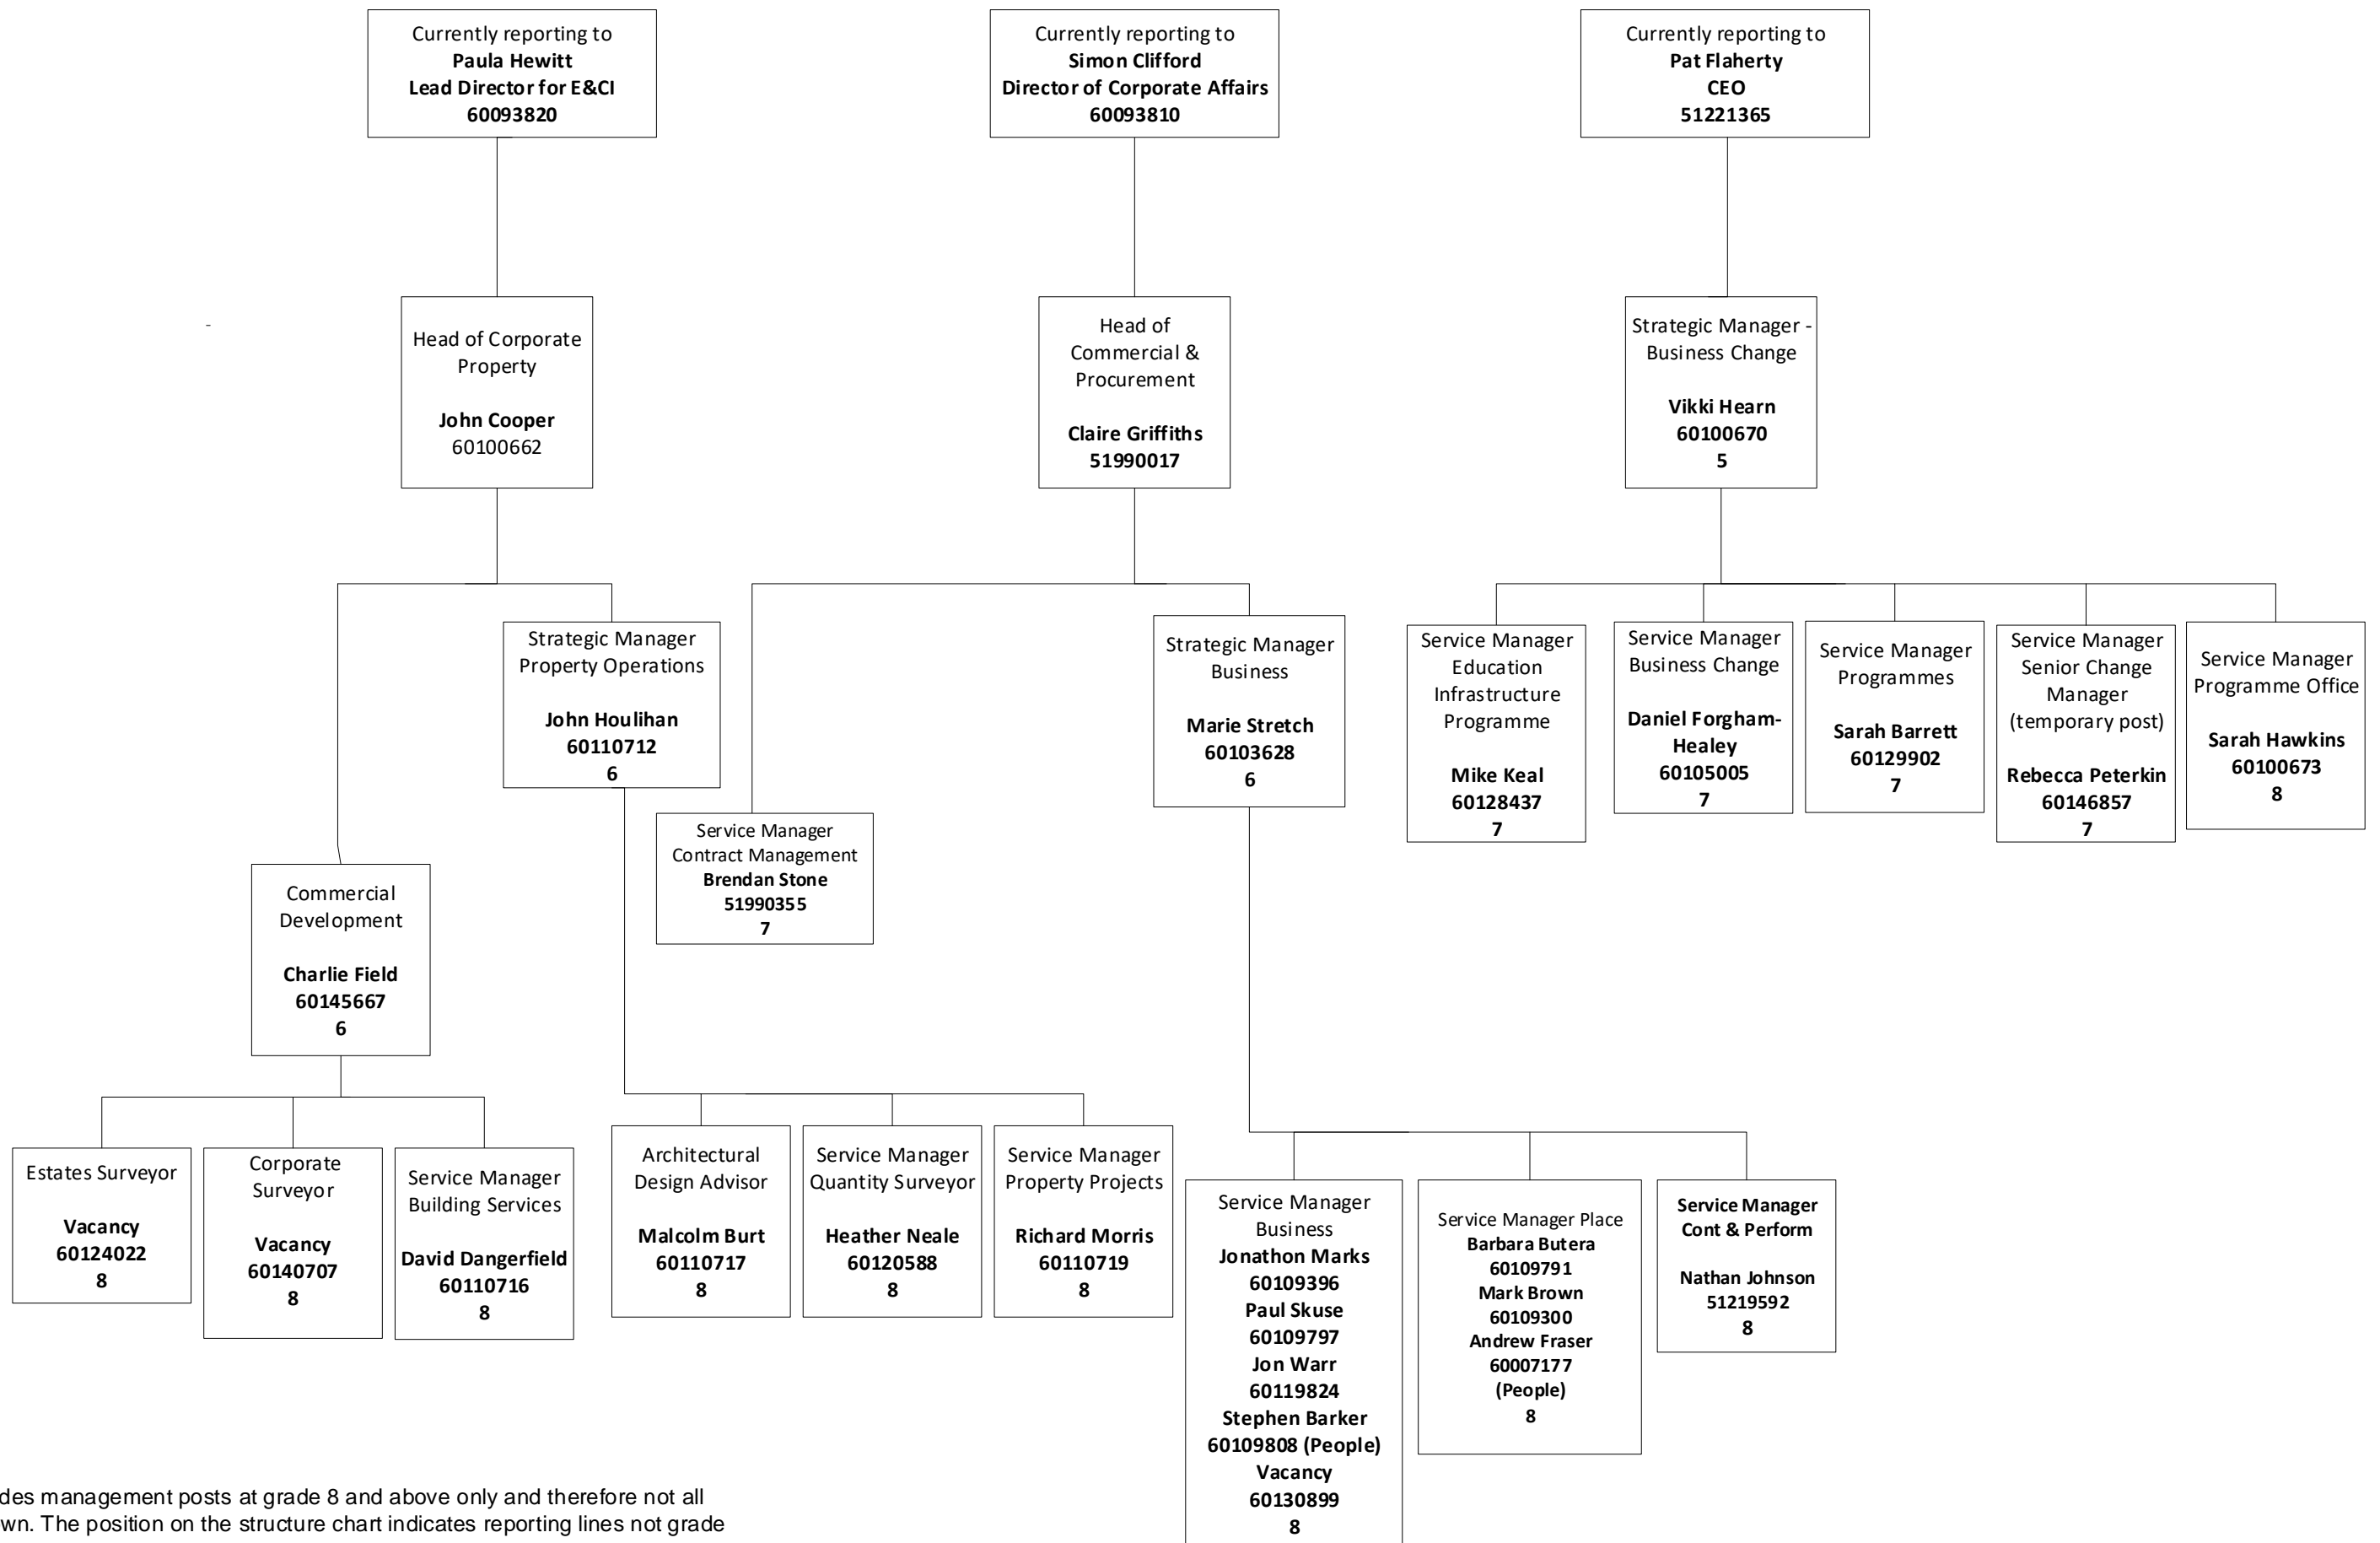 Currently reporting to
Paula Hewitt
Lead Director for E&CI
60093820
Currently reporting to
Simon Clifford
Director of Corporate Affairs
60093810
Currently reporting to
Pat Flaherty
CEO
51221365
-
Head of Corporate
Property
John Cooper
60100662
Head of
Commercial &
Procurement
Claire Griffiths
51990017
Strategic Manager -
Business Change
Vikki Hearn
60100670
5
Strategic Manager
Property Operations
John Houlihan
60110712
6
Strategic Manager
Business
Marie Stretch
60103628
6
Service Manager
Education
Infrastructure
Programme
Mike Keal
60128437
7
Service Manager
Business Change
Daniel Forgham-
Healey
60105005
7
Service Manager
Programmes
Sarah Barrett
60129902
7
Service Manager
Senior Change
Manager
(temporary post)
Rebecca Peterkin
60146857
7
Service Manager
Programme Office
Sarah Hawkins
60100673
8
Service Manager
Contract Management
Brendan Stone
51990355
7
Commercial
Development
Charlie Field
60145667
6
Estates Surveyor
Vacancy
60124022
8
Corporate
Surveyor
Vacancy
60140707
8
Service Manager
Building Services
David Dangerfield
60110716
8
Architectural
Design Advisor
Malcolm Burt
60110717
8
Service Manager
Quantity Surveyor
Heather Neale
60120588
8
Service Manager
Property Projects
Richard Morris
60110719
8
Service Manager
Business
Jonathon Marks
60109396
Paul Skuse
60109797
Jon Warr
60119824
Stephen Barker
60109808 (People)
Vacancy
60130899
8
Service Manager Place
Barbara Butera
60109791
Mark Brown
60109300
Andrew Fraser
60007177
(People)
8
Service Manager
Cont & Perform
Nathan Johnson
51219592
8
des management posts at grade 8 and above only and therefore not all
wn. The position on the structure chart indicates reporting lines not grade